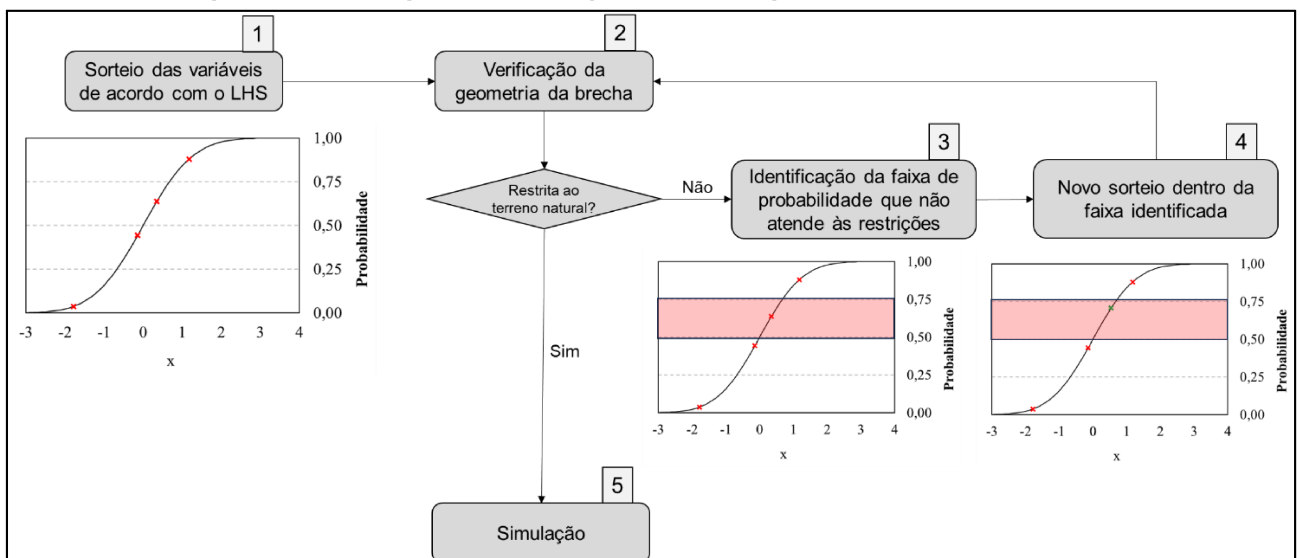 1
Sorteio das variáveis
de acordo com o LHS
2
Verificação da
geometria da brecha
Restrita ao
terreno natural?
Não
Sim
3
Identificação da faixa de
probabilidade que não
atende às restrições
4
Novo sorteio dentro da
faixa identificada
5
Simulação
1,00
0,75
0,50
0,25
0,00
Probabilidade
-3 -2 -1 0 1 2 3 4
x
1,00
0,75
0,50
0,25
0,00
Probabilidade
-3 -2 -1 0 1 2 3 4
x
1,00
0,75
0,50
0,25
0,00
Probabilidade
-3 -2 -1 0 1 2 3 4
x